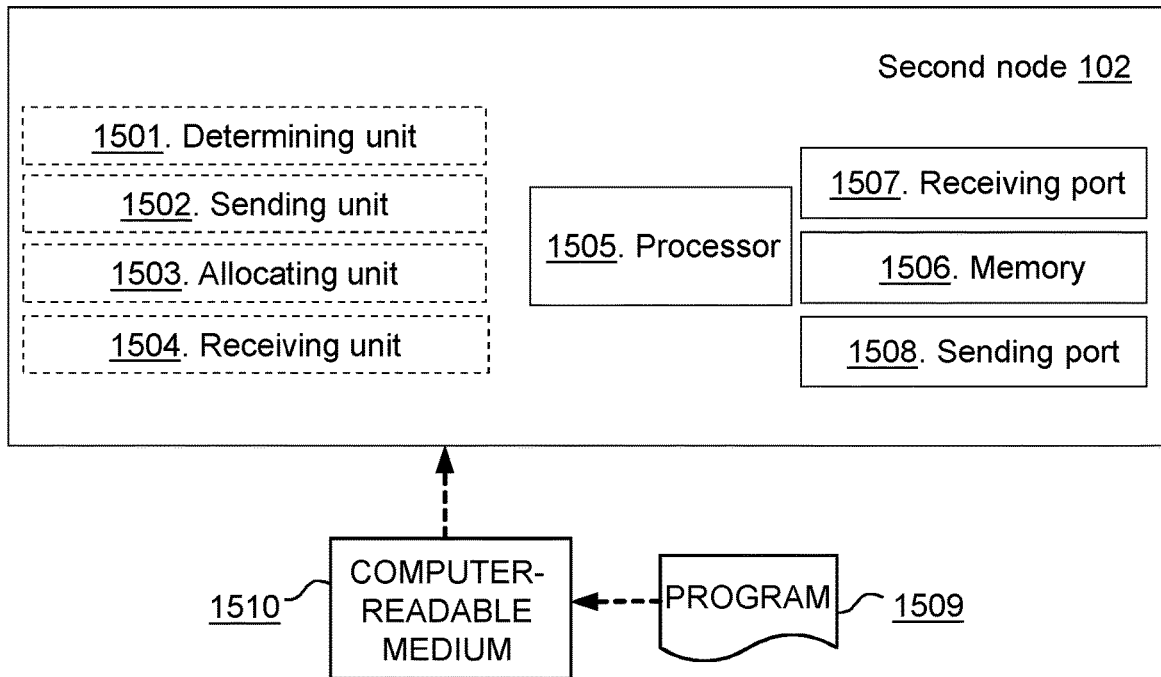 Second node 102
1501. Determining unit
1502. Sending unit
1503. Allocating unit
1504. Receiving unit
1505. Processor
1507. Receiving port
1506. Memory
1508. Sending port
1510
COMPUTER-
READABLE
MEDIUM
PROGRAM
1509